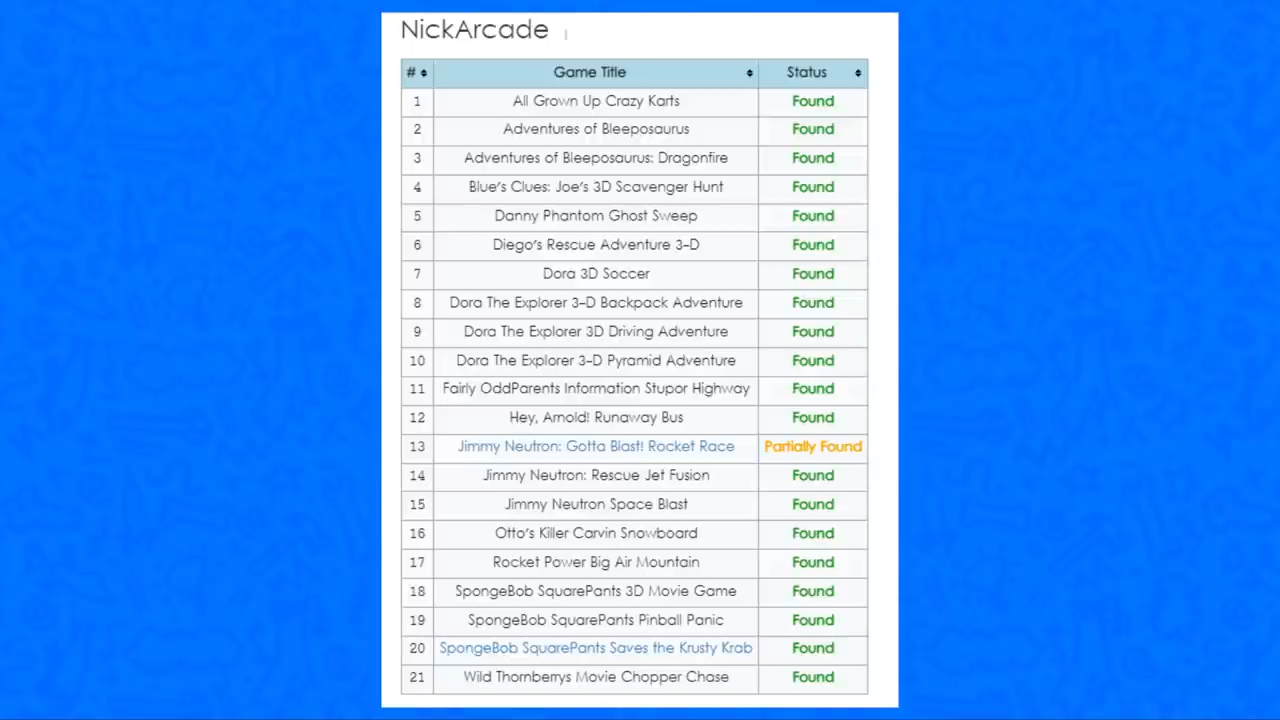 NickArcade
# Game Title Status
1 All Grown Up Crazy Karts Found
2 Adventures of Bleeposaurus Found
3 Adventures of Bleeposaurus: Dragonfire Found
4 Blue's Clues: Joe's 3D Scavenger Hunt Found
5 Danny Phantom Ghost Sweep Found
6 Diego's Rescue Adventure 3-D Found
7 Dora 3D Soccer Found
8 Dora The Explorer 3-D Backpack Adventure Found
9 Dora The Explorer 3D Driving Adventure Found
10 Dora The Explorer 3-D Pyramid Adventure Found
11 Fairly OddParents Information Stupor Highway Found
12 Hey, Arnold! Runaway Bus Found
13 Jimmy Neutron: Gotta Blast! Rocket Race Partially Found
14 Jimmy Neutron: Rescue Jet Fusion Found
15 Jimmy Neutron Space Blast Found
16 Otto's Killer Carvin Snowboard Found
17 Rocket Power Big Air Mountain Found
18 SpongeBob SquarePants 3D Movie Game Found
19 SpongeBob SquarePants Pinball Panic Found
20 SpongeBob SquarePants Saves the Krusty Krab Found
21 Wild Thornberrys Movie Chopper Chase Found